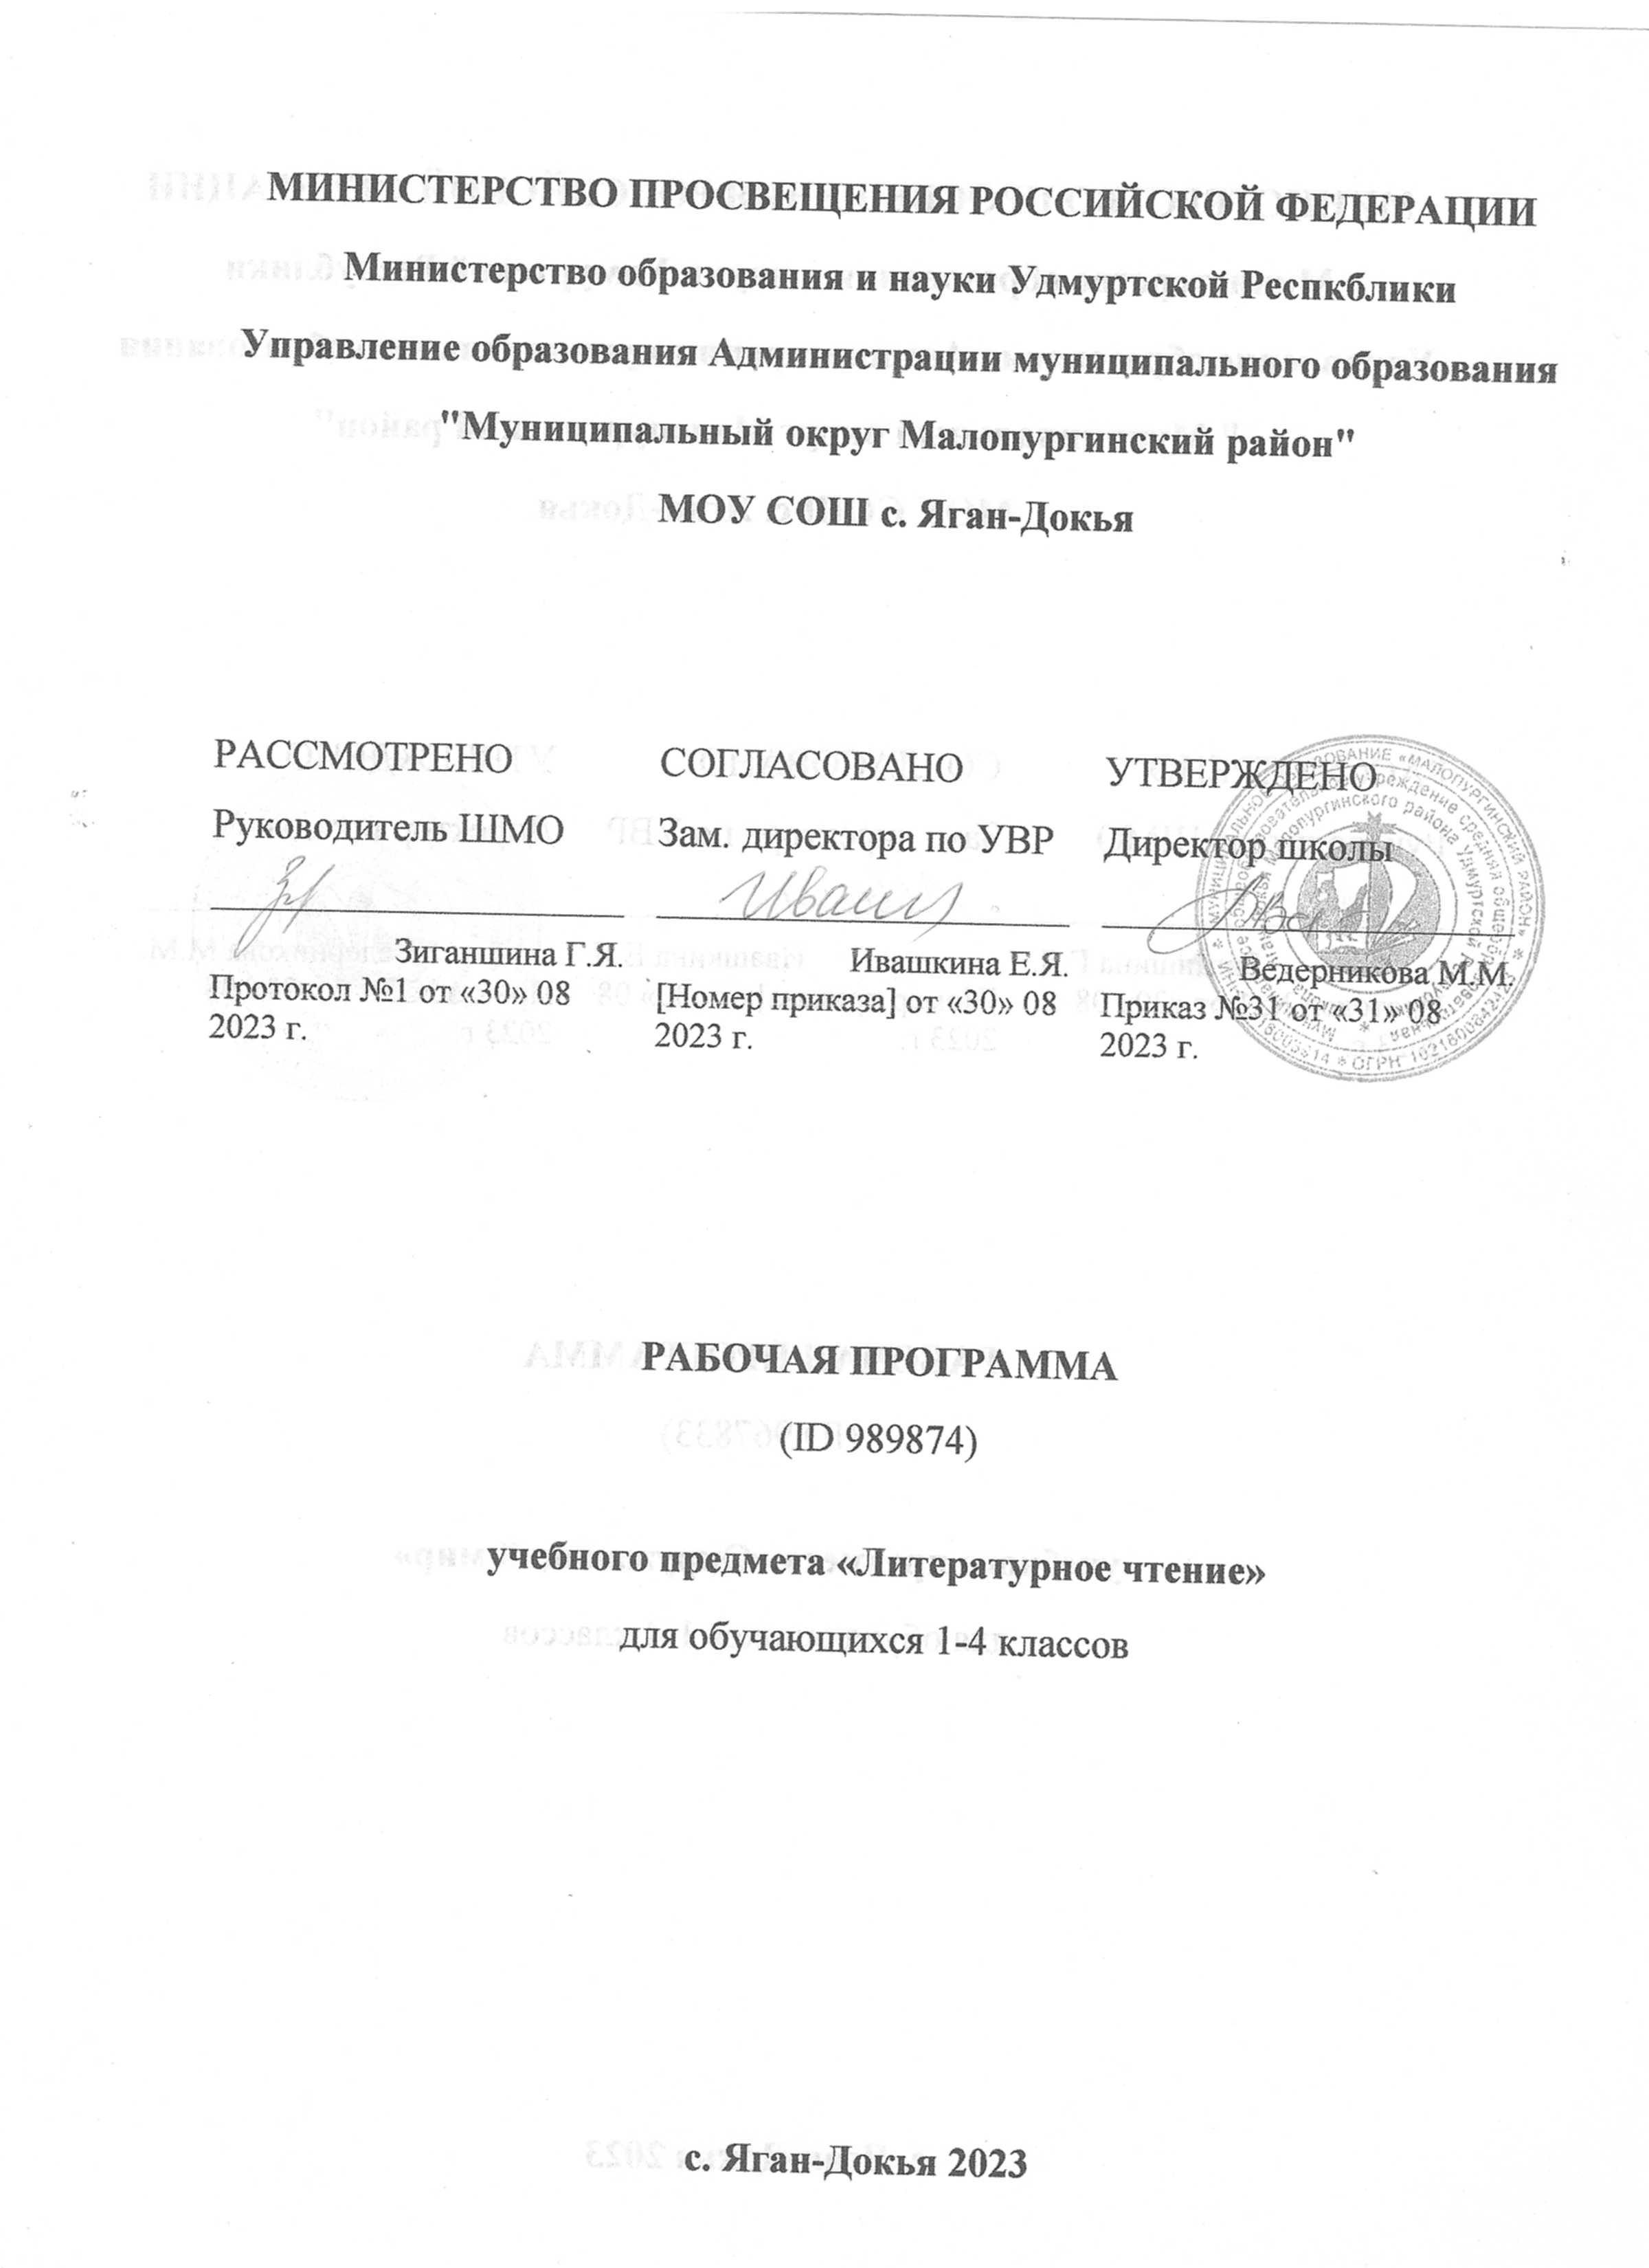 МИНИСТЕРСТВО ПРОСВЕЩЕНИЯ РОССИЙСКОЙ ФЕДЕРАЦИИ
Министерство образования и науки Удмуртской Респкблики
Управление образования Администрации муниципального образования
"Муниципальный округ Малопургинский район"
МОУ СОШ с. Яган-Докья
РАССМОТРЕНО
Руководитель ШМО
Зиганшина Г.Я.
Протокол №1 от «30» 08
2023 г.
СОГЛАСОВАНО
Зам. директора по УВР
Ивашкина Е.Я.
[Номер приказа] от «30» 08
2023 г.
УТВЕРЖДЕНО
Директор школы
Ведерникова М.М.
Приказ №31 от «31» 08
2023 г.
РАБОЧАЯ ПРОГРАММА
(ID 989874)
учебного предмета «Литературное чтение»
для обучающихся 1-4 классов
с. Яган-Докья 2023